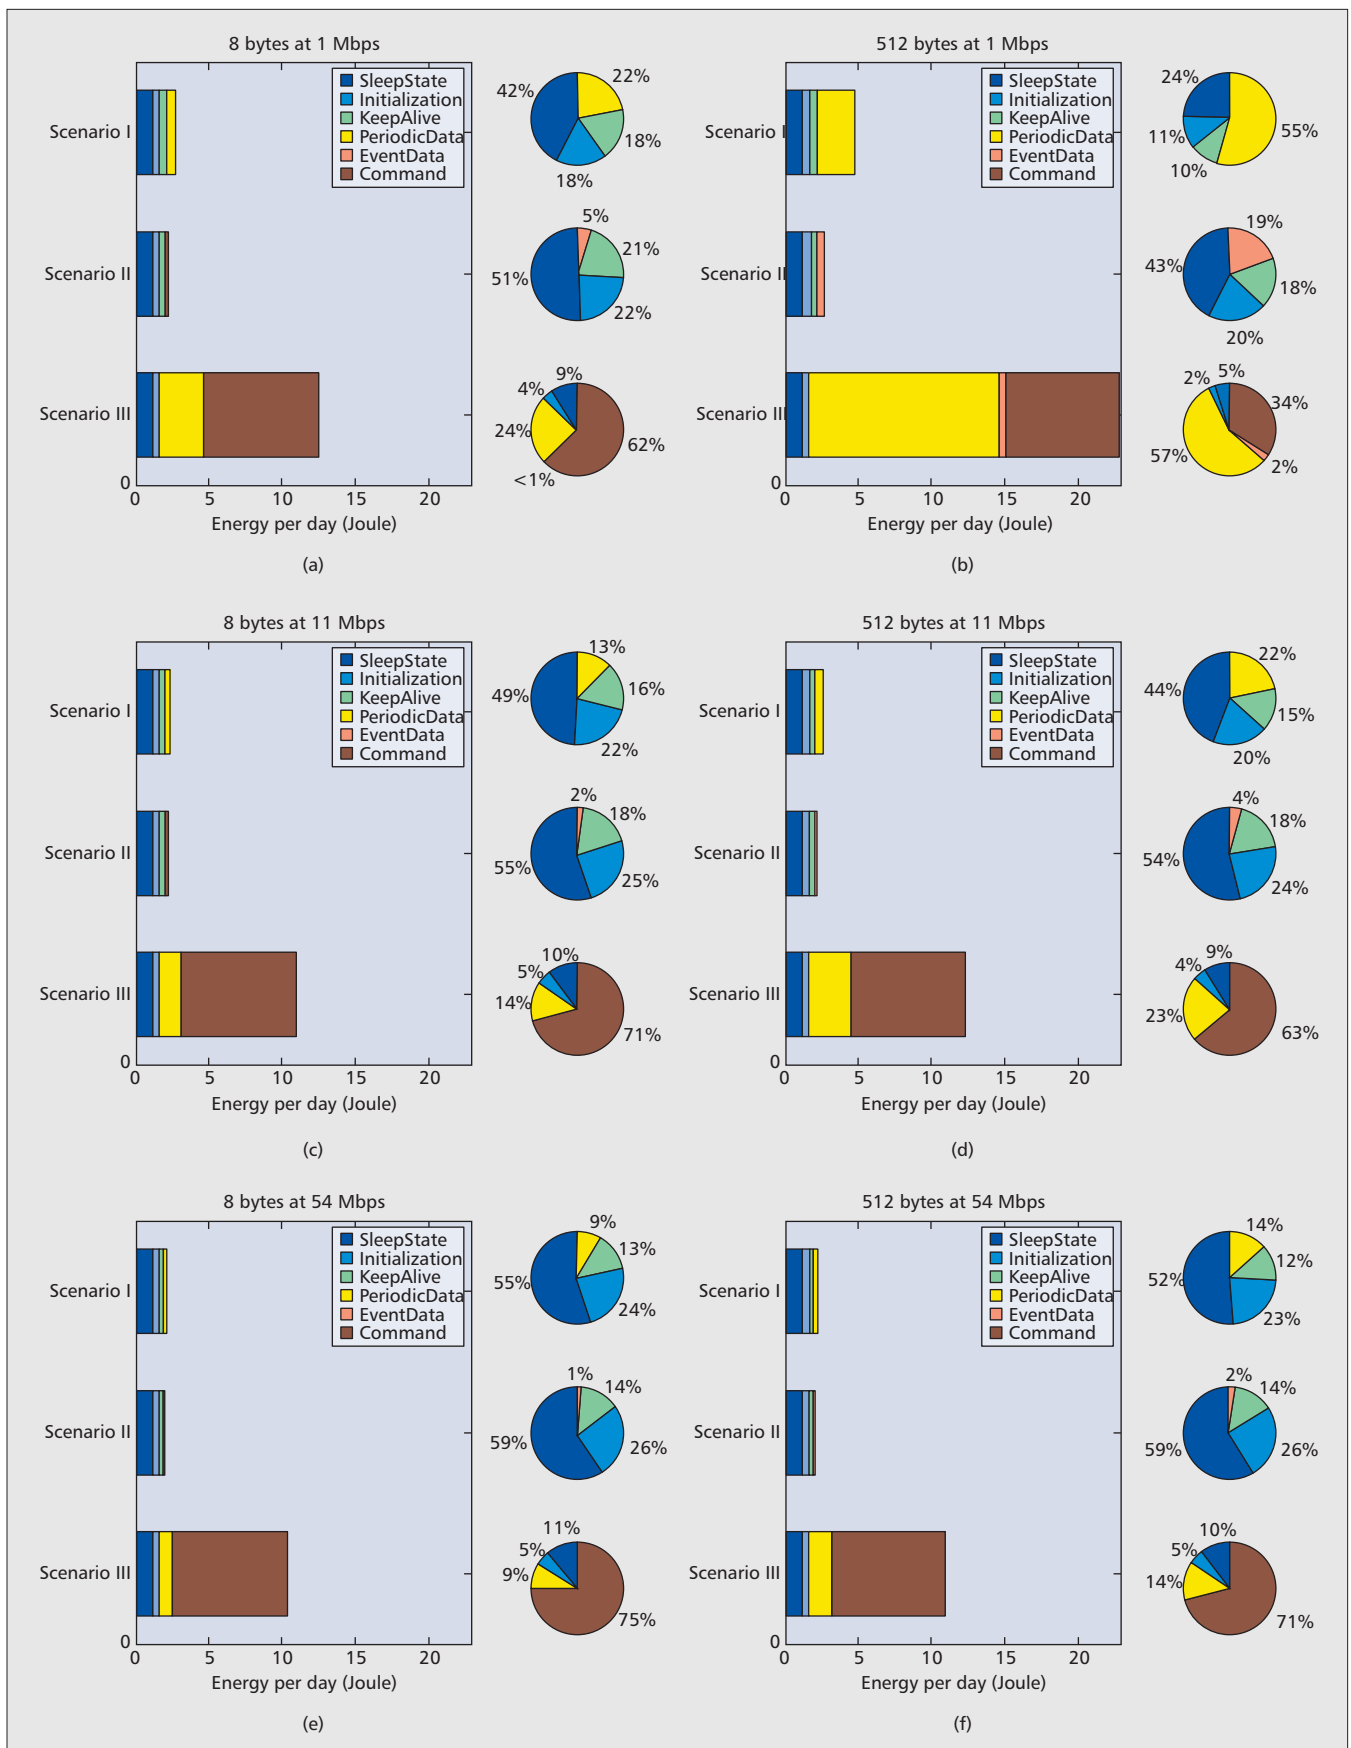 8 bytes at 1 Mbps
SleepState
Initialization
KeepAlive
PeriodicData
EventData
Command
Scenario I
Scenario II
Scenario III
0
0 5 10 15 20
Energy per day (Joule)
42% 22% 18% 18%
5% 21% 22% 51%
9% 4% 24% <1% 62%
(a)
512 bytes at 1 Mbps
SleepState
Initialization
KeepAlive
PeriodicData
EventData
Command
Scenario I
Scenario II
Scenario III
0
0 5 10 15 20
Energy per day (Joule)
24% 11% 10% 55%
19% 43% 18% 20%
2% 5% 34% 57% 2%
(b)
8 bytes at 11 Mbps
SleepState
Initialization
KeepAlive
PeriodicData
EventData
Command
Scenario I
Scenario II
Scenario III
0
0 5 10 15 20
Energy per day (Joule)
13% 49% 16% 22%
2% 18% 55% 25%
10% 5% 14% 71%
(c)
512 bytes at 11 Mbps
SleepState
Initialization
KeepAlive
PeriodicData
EventData
Command
Scenario I
Scenario II
Scenario III
0
0 5 10 15 20
Energy per day (Joule)
22% 44% 15% 20%
4% 18% 54% 24%
9% 4% 23% 63%
(d)
8 bytes at 54 Mbps
SleepState
Initialization
KeepAlive
PeriodicData
EventData
Command
Scenario I
Scenario II
Scenario III
0
0 5 10 15 20
Energy per day (Joule)
9% 13% 55% 24%
1% 14% 59% 26%
11% 5% 9% 75%
(e)
512 bytes at 54 Mbps
SleepState
Initialization
KeepAlive
PeriodicData
EventData
Command
Scenario I
Scenario II
Scenario III
0
0 5 10 15 20
Energy per day (Joule)
14% 12% 52% 23%
2% 14% 59% 26%
10% 5% 14% 71%
(f)